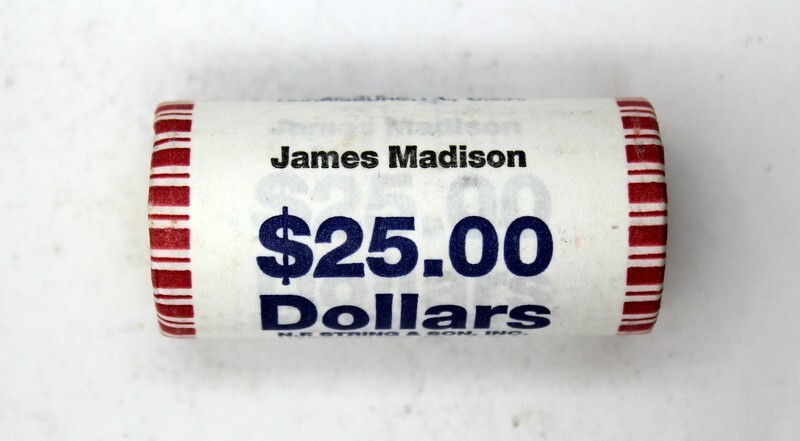 James Madison
$25.00
Dollars
N.F. STRING & SON, INC.